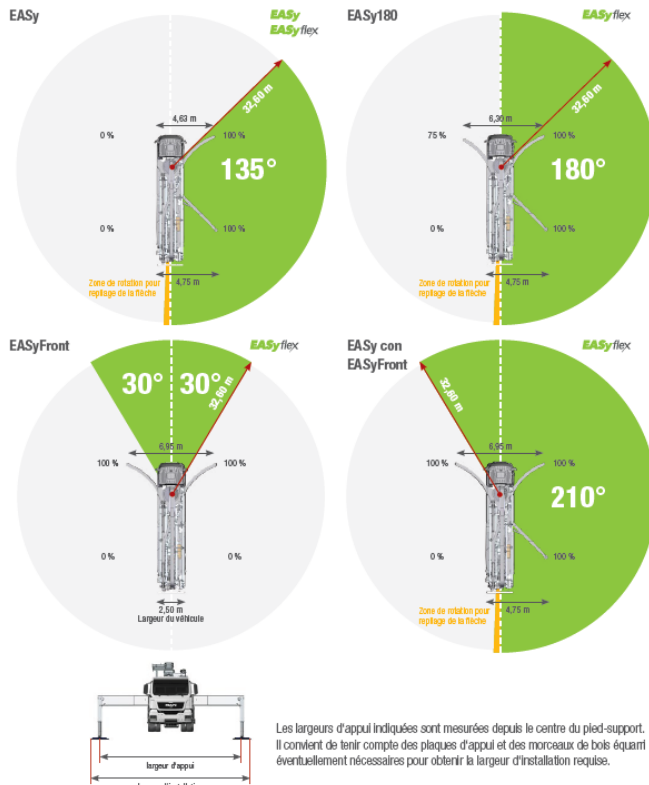 EASy
EASy
EASyflex
32,60 m
4,63 m
0 %
100 %
135°
0 %
100 %
Zone de rotation pour
repliage de la flèche
4,75 m
EASy180
EASyflex
32,60 m
6,30 m
75 %
100 %
180°
0 %
100 %
Zone de rotation pour
repliage de la flèche
4,75 m
EASyFront
EASyflex
30° 30°
32,60 m
6,95 m
100 %
100 %
0 %
0 %
2,50 m
Largeur du véhicule
EASy con
EASyFront
EASyflex
32,60 m
6,95 m
100 %
100 %
210°
0 %
100 %
Zone de rotation pour
repliage de la flèche
4,75 m
largeur d'appui
Les largeurs d'appui indiquées sont mesurées depuis le centre du pied-support.
Il convient de tenir compte des plaques d'appui et des morceaux de bois équarri
éventuellement nécessaires pour obtenir la largeur d'installation requise.